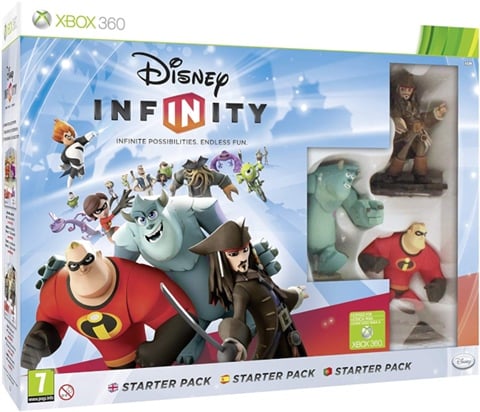 XBOX 360
DISNEY
INFINITY
INFINITE POSSIBILITIES. ENDLESS FUN.
XBOX 360
7
STARTER PACK STARTER PACK STARTER PACK
Disney